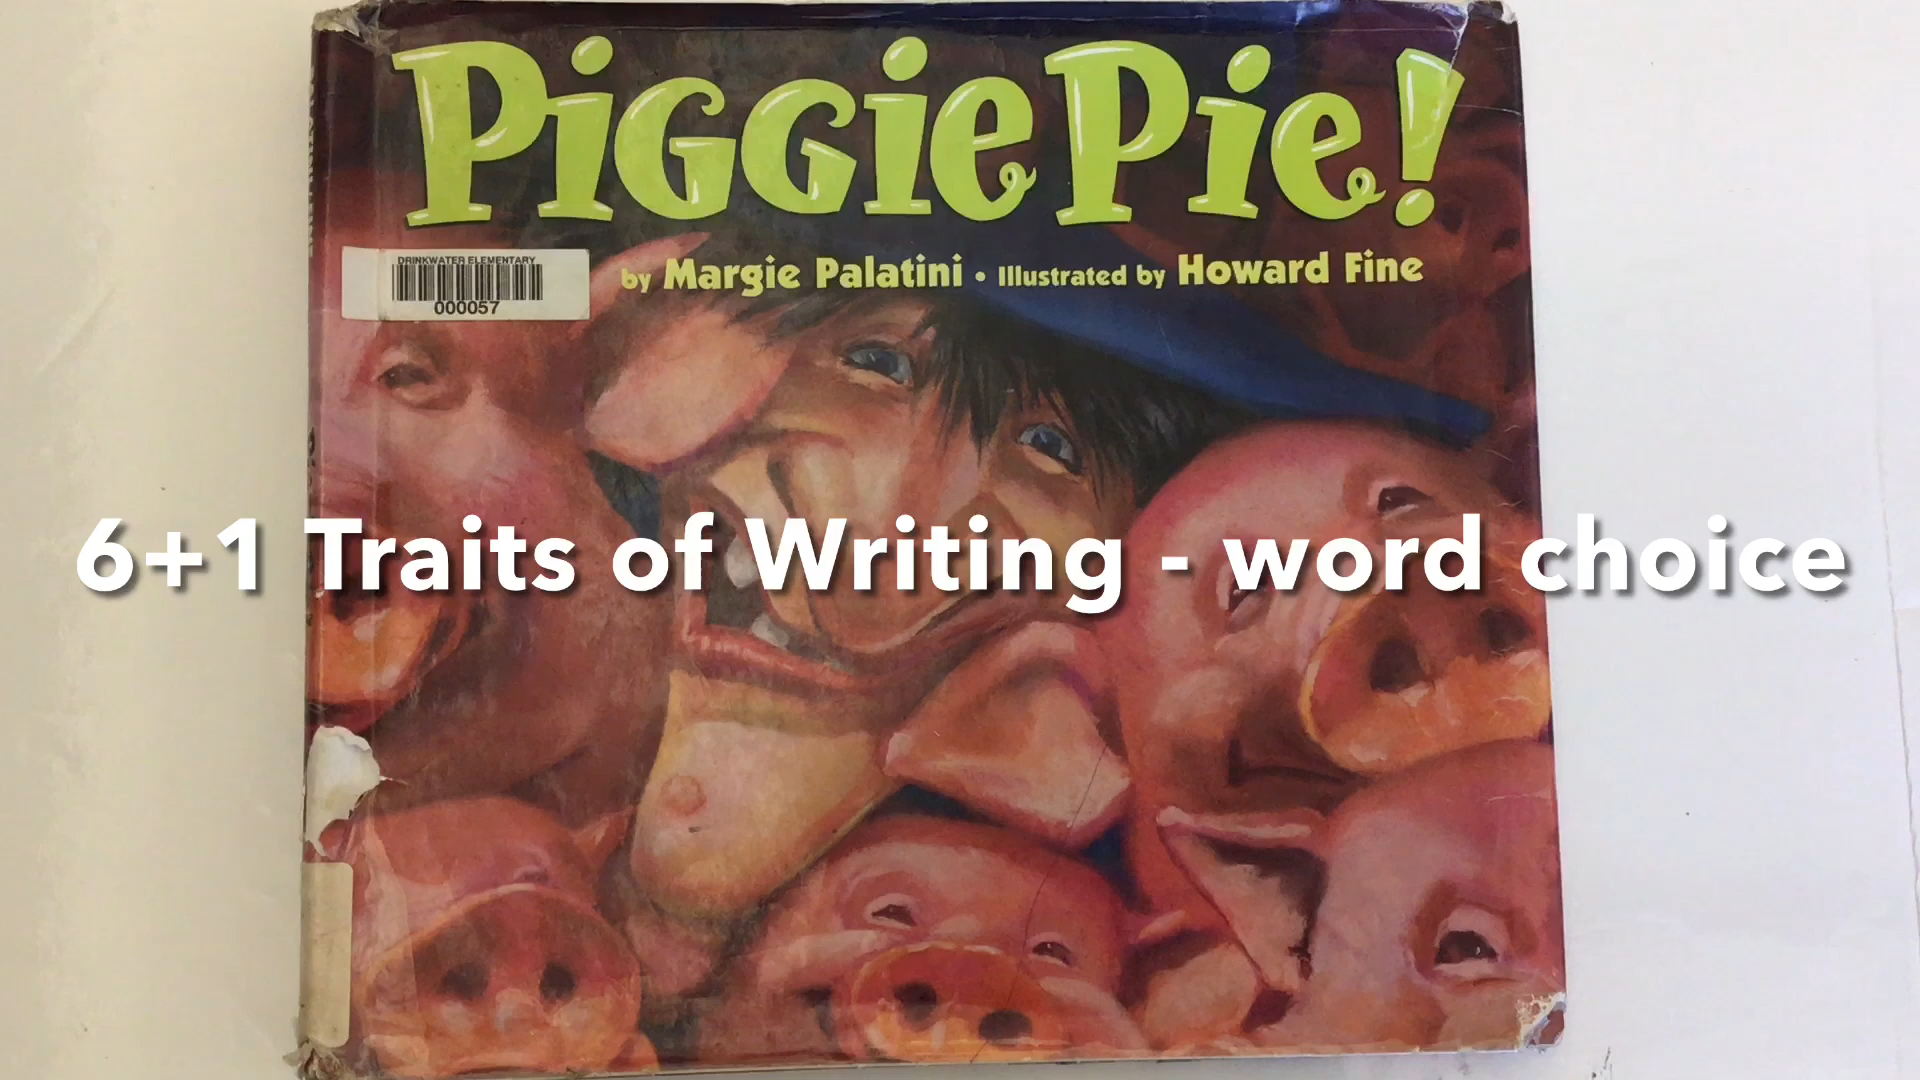 Piggie Pie!
by Margie Palatini • Illustrated by Howard Fine
DRINKWATER ELEMENTARY
000057
6+1 Traits of Writing - word choice